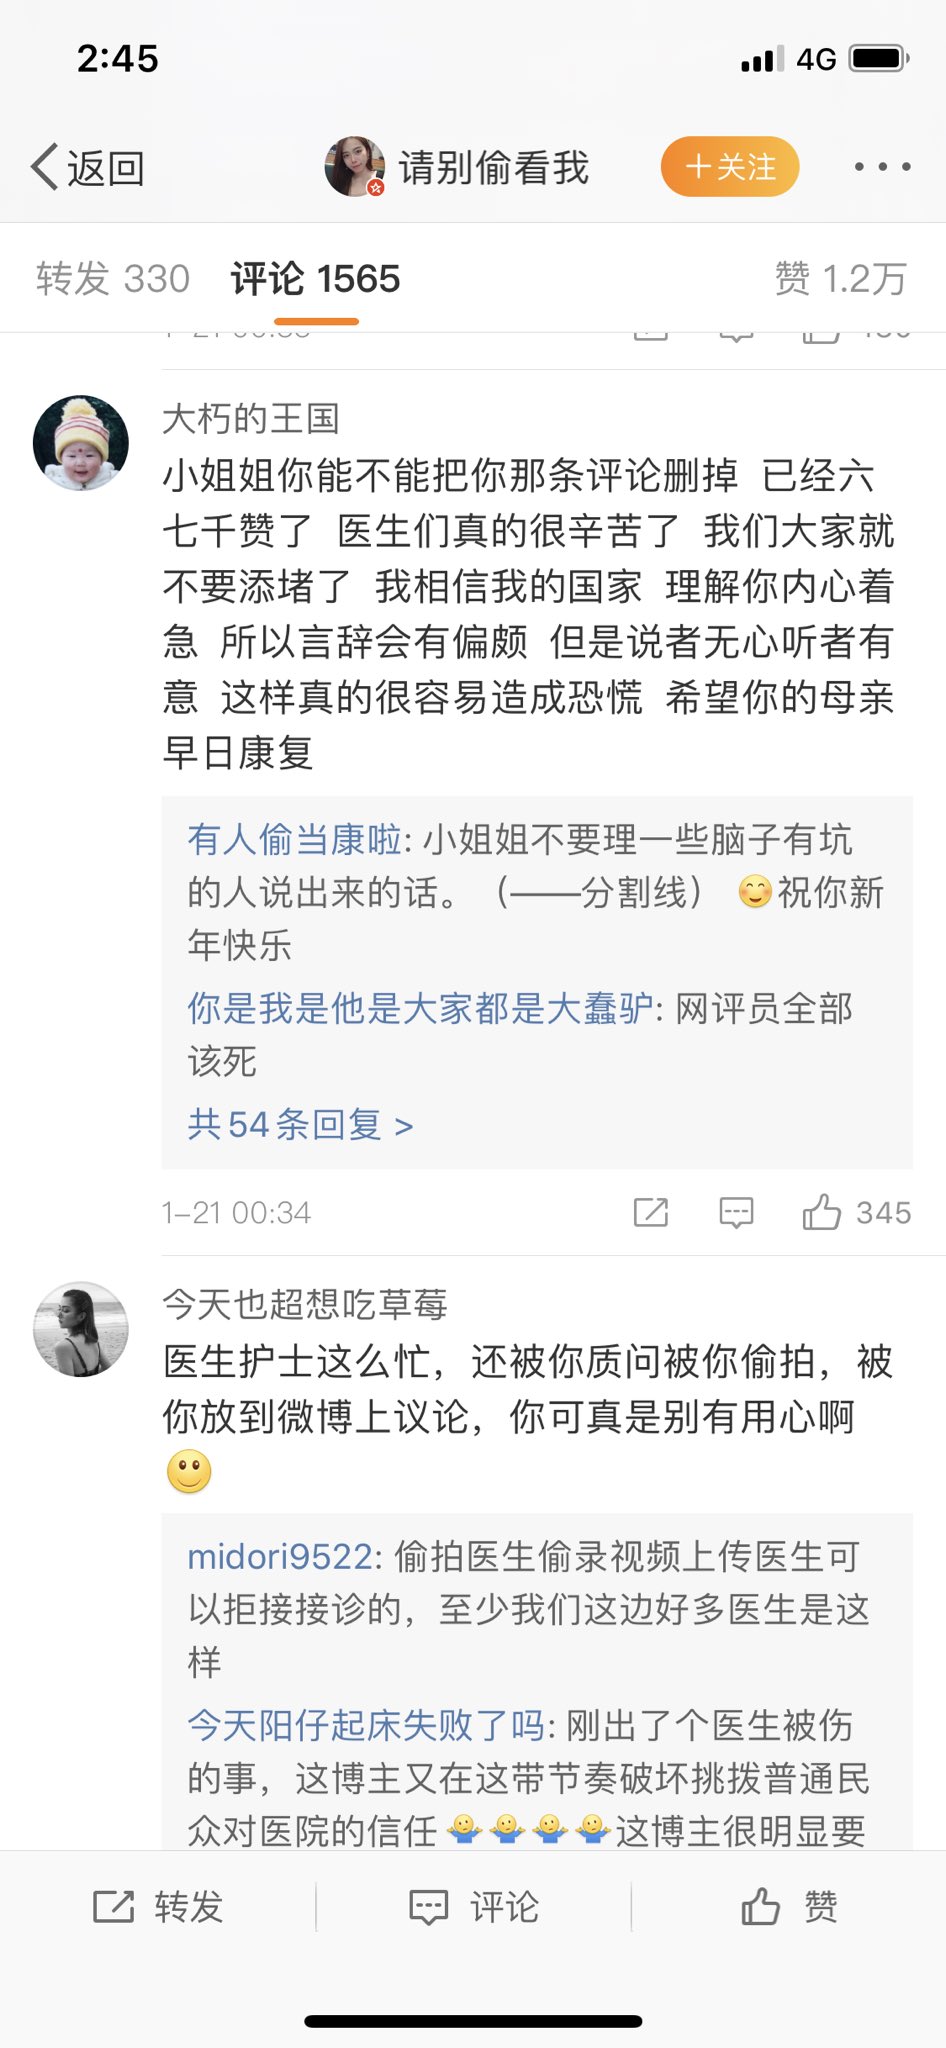 2:45
4G
返回
请别偷看我
+关注
转发 330
评论 1565
赞 1.2万
大朽的王国
小姐姐你能不能把你那条评论删掉 已经六
七千赞了 医生们真的很辛苦了 我们大家就
不要添堵了 我相信我的国家 理解你内心着
急 所以言辞会有偏颇 但是说者无心听者有
意 这样真的很容易造成恐慌 希望你的母亲
早日康复
有人偷当康啦: 小姐姐不要理一些脑子有坑
的人说出来的话。（——分割线） 😊祝你新
年快乐
你是我是他是大家都是大蠢驴: 网评员全部
该死
共54条回复 >
1-21 00:34
345
今天也超想吃草莓
医生护士这么忙，还被你质问被你偷拍，被
你放到微博上议论，你可真是别有用心啊
🙂
midori9522: 偷拍医生偷录视频上传医生可
以拒接接诊的，至少我们这边好多医生是这
样
今天阳仔起床失败了吗: 刚出了个医生被伤
的事，这博主又在这带节奏破坏挑拨普通民
众对医院的信任🤷🤷🤷🤷这博主很明显要
转发
评论
赞